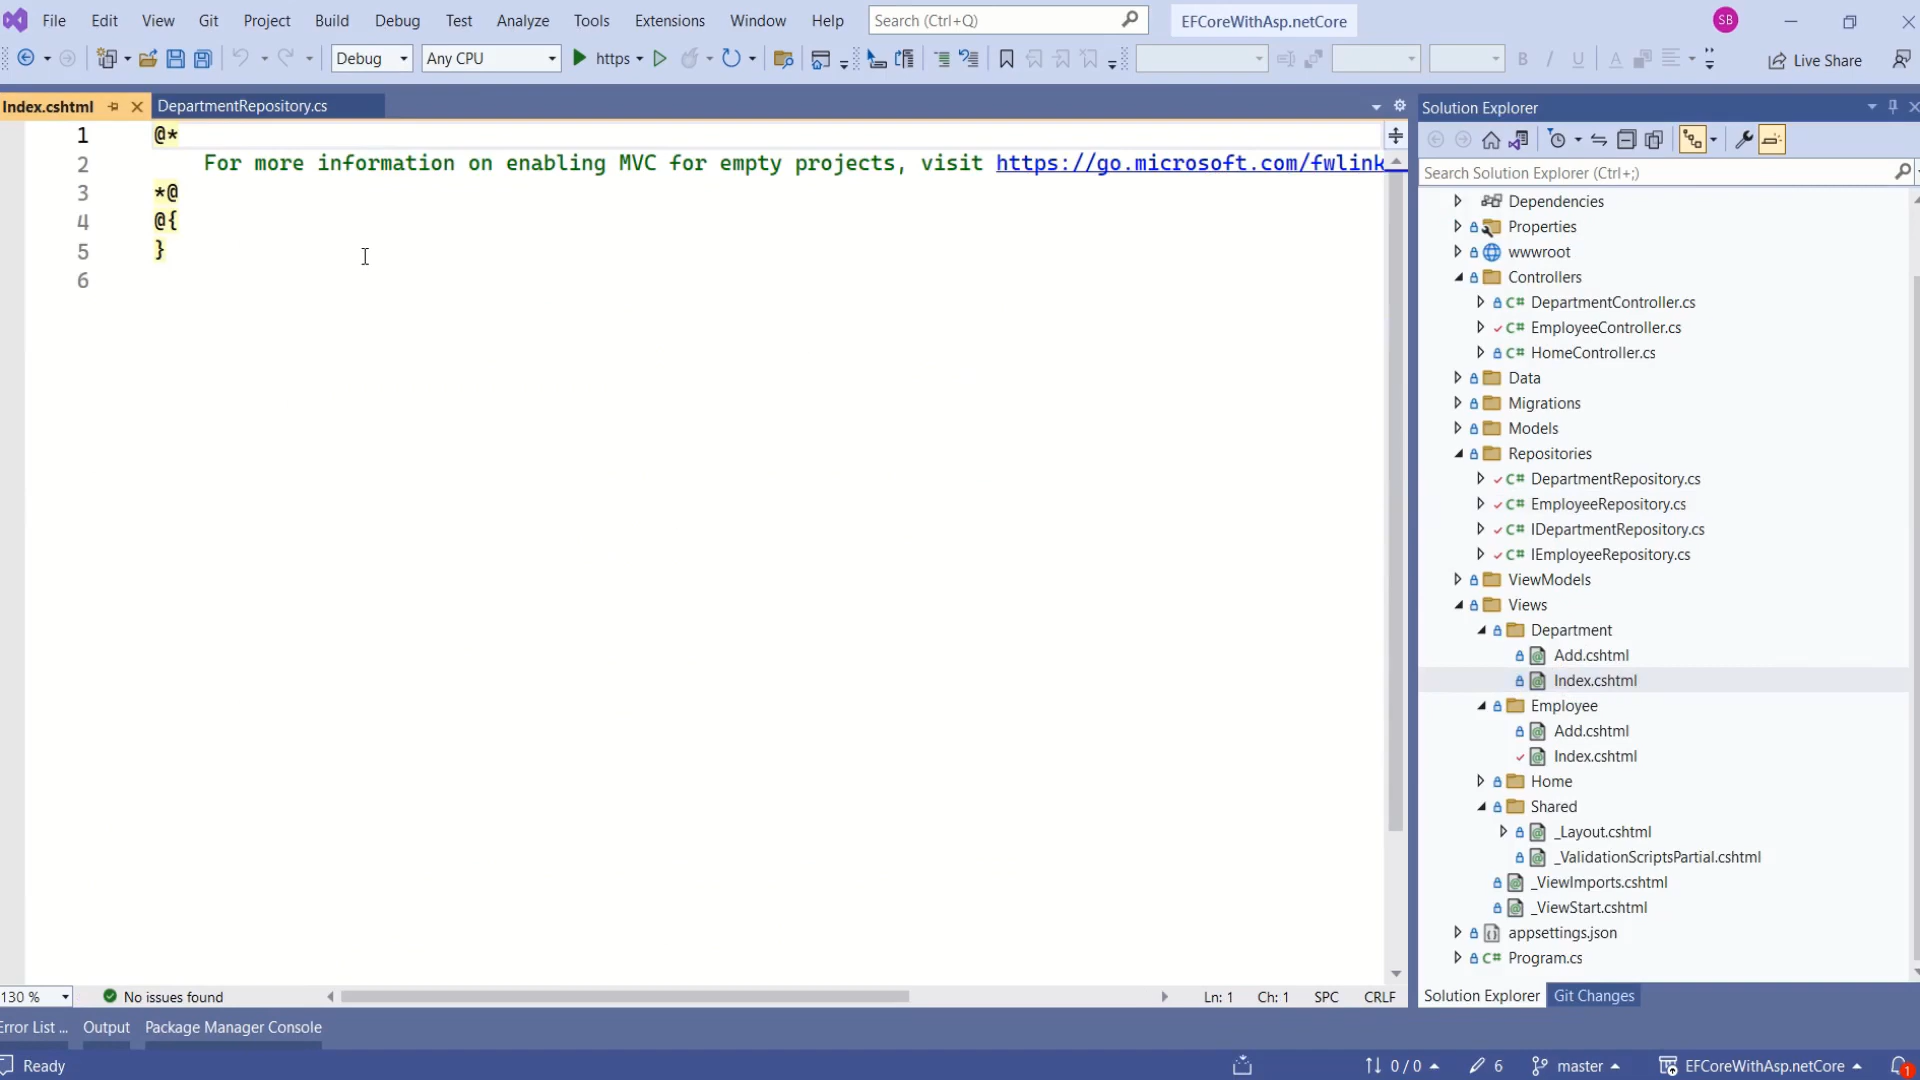 File Edit View Git Project Build Debug Test Analyze Tools Extensions Window Help Search (Ctrl+Q) EFCoreWithAsp.netCore SB
Debug Any CPU https B I U A Live Share
Index.cshtml DepartmentRepository.cs
1 @*
2 For more information on enabling MVC for empty projects, visit https://go.microsoft.com/fwlink
3 *@
4 @{
5 }
6
130 % No issues found Ln: 1 Ch: 1 SPC CRLF
Solution Explorer
Search Solution Explorer (Ctrl+;)
Dependencies
Properties
wwwroot
Controllers
C# DepartmentController.cs
C# EmployeeController.cs
C# HomeController.cs
Data
Migrations
Models
Repositories
C# DepartmentRepository.cs
C# EmployeeRepository.cs
C# IDepartmentRepository.cs
C# IEmployeeRepository.cs
ViewModels
Views
Department
Add.cshtml
Index.cshtml
Employee
Add.cshtml
Index.cshtml
Home
Shared
_Layout.cshtml
_ValidationScriptsPartial.cshtml
_ViewImports.cshtml
_ViewStart.cshtml
appsettings.json
C# Program.cs
Solution Explorer Git Changes
Error List ... Output Package Manager Console
Ready 0 / 0 6 master EFCoreWithAsp.netCore 1